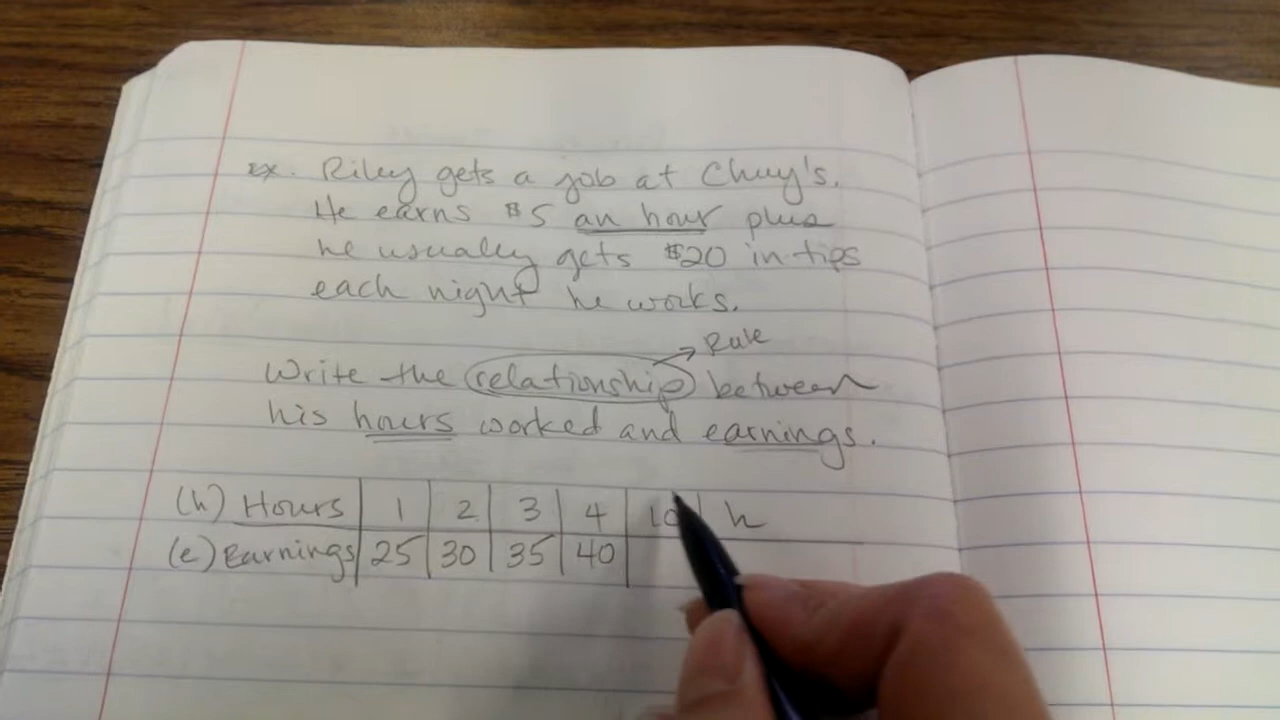 Ex. Riley gets a job at Chuy's.
He earns $5 an hour plus
he usually gets $20 in tips
each night he works.
Rule
Write the relationship between
his hours worked and earnings.
(h) Hours 1 2 3 4 10 h
(e) Earnings 25 30 35 40